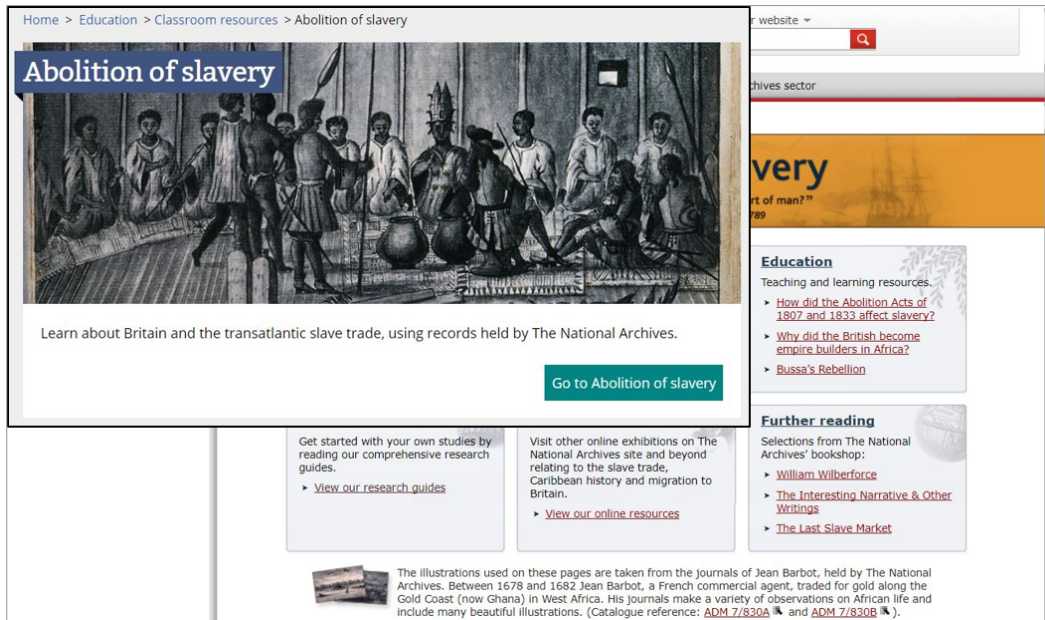 Home > Education > Classroom resources > Abolition of slavery
Abolition of slavery
Learn about Britain and the transatlantic slave trade, using records held by The National Archives.
Go to Abolition of slavery
website
sector
Education
Teaching and learning resources.
How did the Abolition Acts of
1807 and 1833 affect slavery?
Why did the British become
empire builders in Africa?
Bussa's Rebellion
Get started with your own studies by
reading our comprehensive research
guides.
View our research guides
Visit other online exhibitions on The
National Archives site and beyond
relating to the slave trade,
Caribbean history and migration to
Britain.
View our online resources
Further reading
Selections from The National
Archives' bookshop:
William Wilberforce
The Interesting Narrative & Other
Writings
The Last Slave Market
of man?"
The illustrations used on these pages are taken from the journals of Jean Barbot, held by The National
Archives. Between 1678 and 1682 Jean Barbot, a French commercial agent, traded for gold along the
Gold Coast (now Ghana) in West Africa. His journals make a variety of observations on African life and
include many beautiful illustrations. (Catalogue reference: ADM 7/830A and ADM 7/830B ).